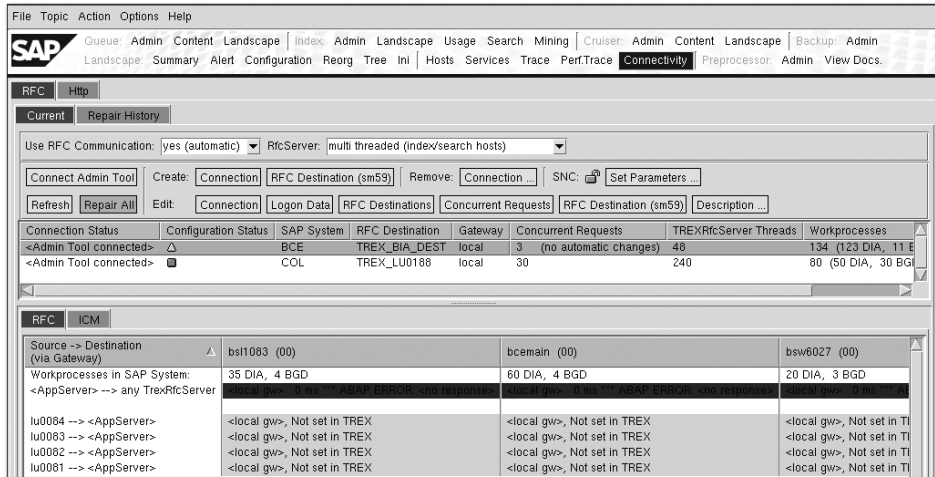 File Topic Action Options Help
SAP Queue: Admin Content Landscape Index: Admin Landscape Usage Search Mining Cruiser: Admin Content Landscape Backup: Admin
Landscape: Summary Alert Configuration Reorg Tree Ini Hosts Services Trace Perf.Trace Connectivity Preprocessor: Admin View Docs.
RFC Http
Current Repair History
Use RFC Communication: yes (automatic) RfcServer: multi threaded (index/search hosts)
Connect Admin Tool Create: Connection RFC Destination (sm59) Remove: Connection ... SNC: Set Parameters ...
Refresh Repair All Edit: Connection Logon Data RFC Destinations Concurrent Requests RFC Destination (sm59) Description ...
Connection Status Configuration Status SAP System RFC Destination Gateway Concurrent Requests TREXRfcServer Threads Workprocesses
<Admin Tool connected> BCE TREX_BIA_DEST local 3 (no automatic changes) 48 134 (123 DIA, 11 B
<Admin Tool connected> COL TREX_LU0188 local 30 240 80 (50 DIA, 30 BGI
RFC ICM
Source -> Destination
(via Gateway) bsl1083 (00) bcemain (00) bsw6027 (00)
Workprocesses in SAP System: 35 DIA, 4 BGD 60 DIA, 4 BGD 20 DIA, 3 BGD
<AppServer> --> any TrexRfcServer <local gw> 0 ms *** ABAP ERROR: <no response> <local gw> 0 ms *** ABAP ERROR: <no response> <local gw> 0 ms *** AB
lu0084 --> <AppServer> <local gw>, Not set in TREX <local gw>, Not set in TREX <local gw>, Not set in TI
lu0083 --> <AppServer> <local gw>, Not set in TREX <local gw>, Not set in TREX <local gw>, Not set in TI
lu0082 --> <AppServer> <local gw>, Not set in TREX <local gw>, Not set in TREX <local gw>, Not set in TI
lu0081 --> <AppServer> <local gw>, Not set in TREX <local gw>, Not set in TREX <local gw>, Not set in TI